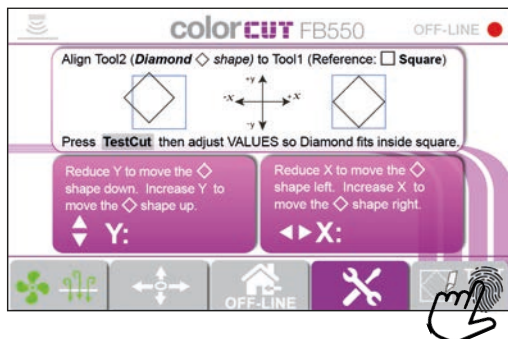 colorCUT FB550 OFF-LINE
Align Tool2 (Diamond ◇ shape) to Tool1 (Reference: □ Square)
+y
-x +x
-y
Press TestCut then adjust VALUES so Diamond fits inside square.
Reduce Y to move the ◇
shape down. Increase Y to
move the ◇ shape up.
Y:
Reduce X to move the ◇
shape left. Increase X to
move the ◇ shape right.
X:
OFF-LINE